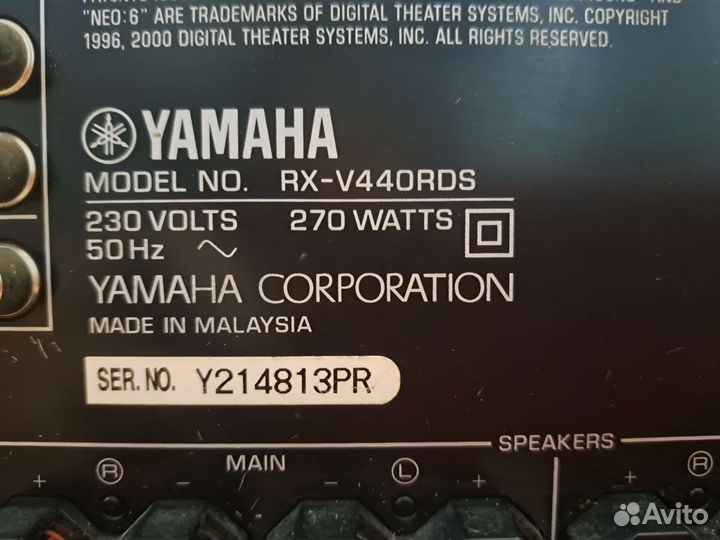 "NEO:6" ARE TRADEMARKS OF DIGITAL THEATER SYSTEMS, INC. COPYRIGHT
1996, 2000 DIGITAL THEATER SYSTEMS, INC. ALL RIGHTS RESERVED.
YAMAHA
MODEL NO. RX-V440RDS
230 VOLTS 270 WATTS
50 Hz
YAMAHA CORPORATION
MADE IN MALAYSIA
SER. NO. Y214813PR
SPEAKERS
+ R - MAIN - L + R
Avito